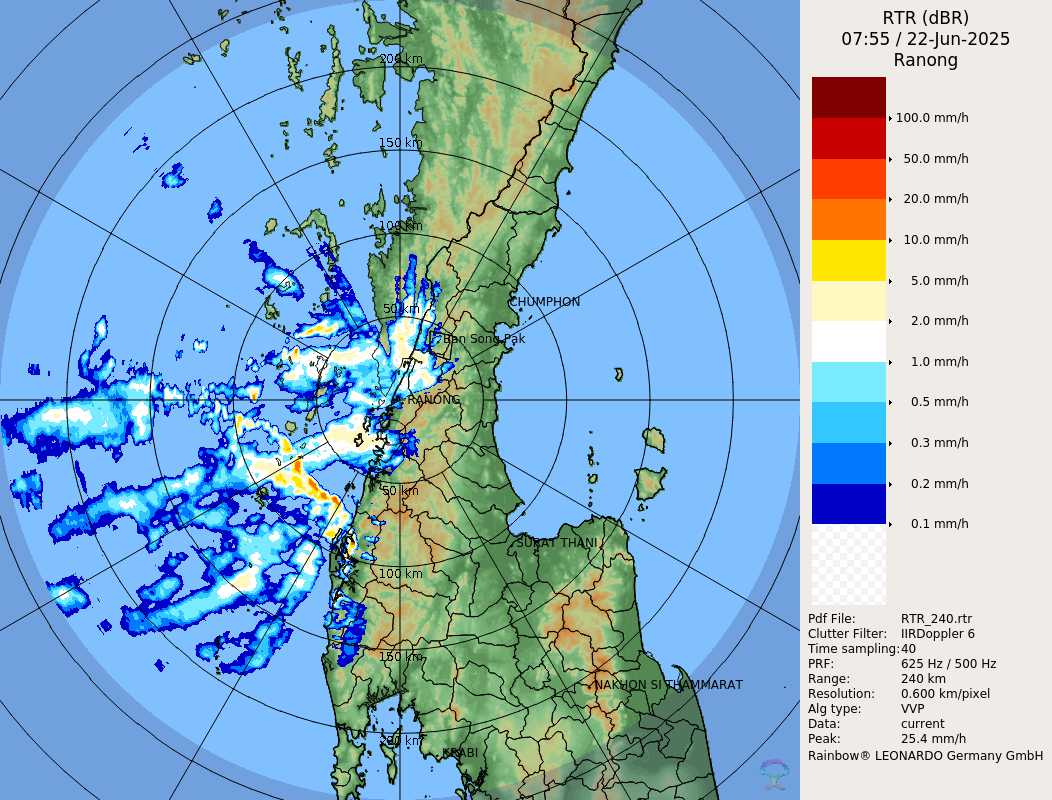 200 km
150 km
100 km
CHUMPHON
50 km
Ban Song Pak
RANONG
50 km
SURAT THANI
100 km
150 km
NAKHON SI THAMMARAT
200 km
KRABI
RTR (dBR)
07:55 / 22-Jun-2025
Ranong
100.0 mm/h
50.0 mm/h
20.0 mm/h
10.0 mm/h
5.0 mm/h
2.0 mm/h
1.0 mm/h
0.5 mm/h
0.3 mm/h
0.2 mm/h
0.1 mm/h
Pdf File: RTR_240.rtr
Clutter Filter: IIRDoppler 6
Time sampling:40
PRF: 625 Hz / 500 Hz
Range: 240 km
Resolution: 0.600 km/pixel
Alg type: VVP
Data: current
Peak: 25.4 mm/h
Rainbow® LEONARDO Germany GmbH